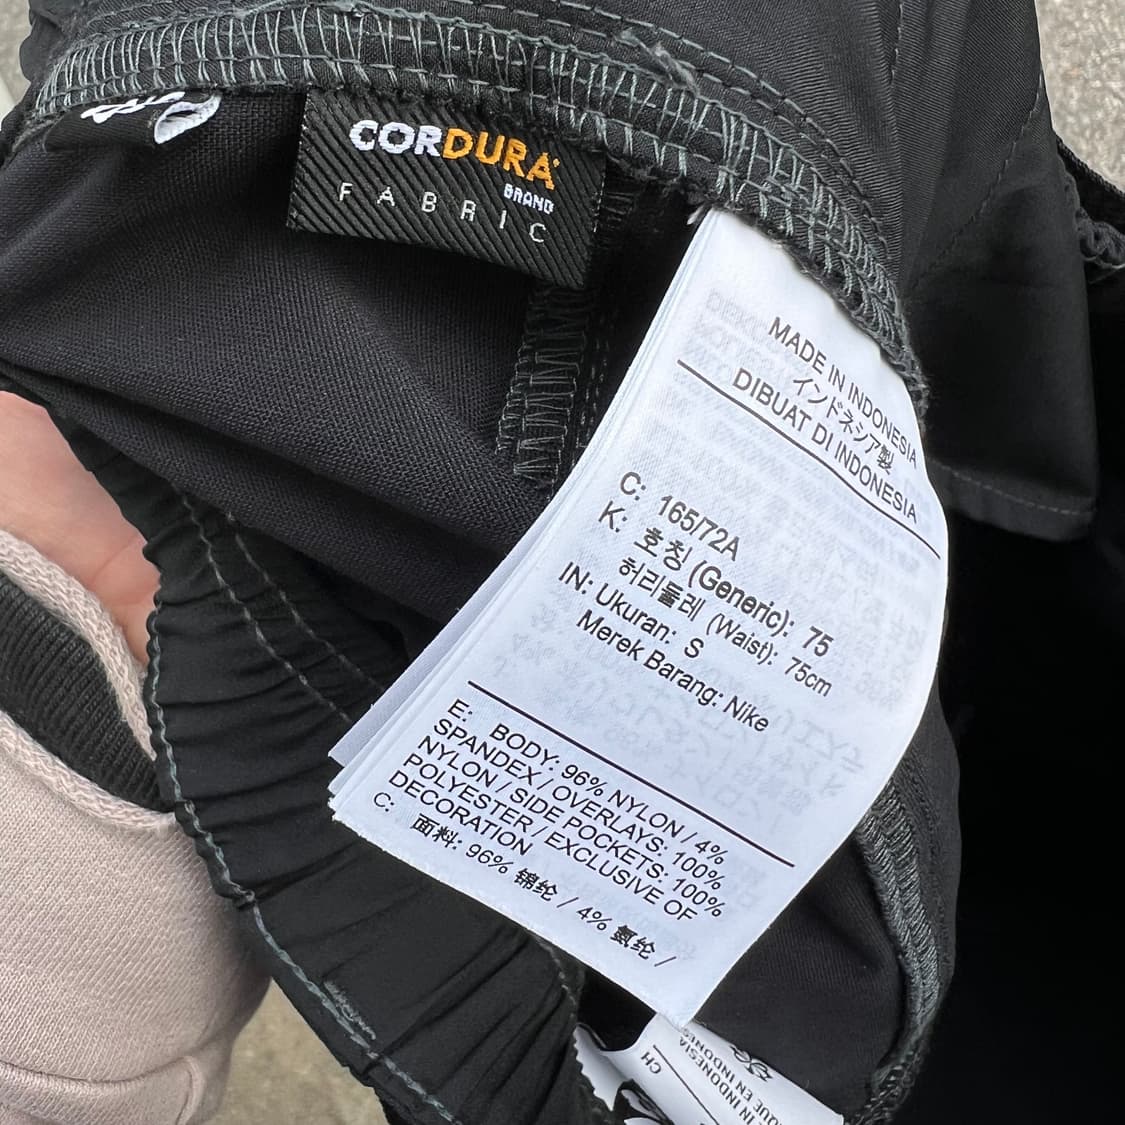 CORDURA
BRAND
FABRIC
MADE IN INDONESIA
インドネシア製
DIBUAT DI INDONESIA
C: 165/72A
K: 호칭 (Generic): 75
허리둘레 (Waist): 75cm
IN: Ukuran: S
Merek Barang: Nike
E: BODY: 96% NYLON / 4%
SPANDEX / OVERLAYS: 100%
NYLON / SIDE POCKETS: 100%
POLYESTER / EXCLUSIVE OF
DECORATION
C: 面料: 96% 锦纶 / 4% 氨纶 /
CH